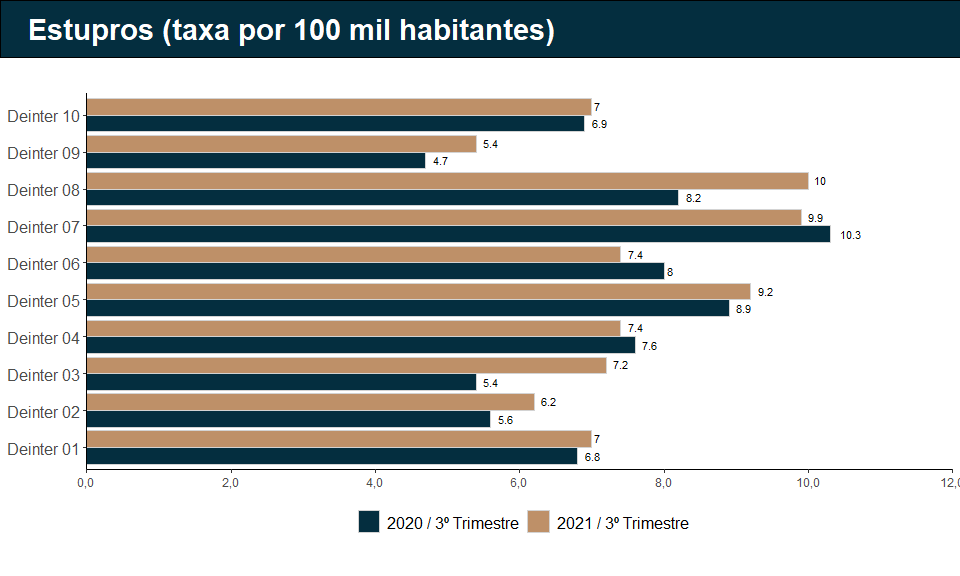 Estupros (taxa por 100 mil habitantes)
Deinter 10
7
6.9
Deinter 09
5.4
4.7
Deinter 08
10
8.2
Deinter 07
9.9
10.3
Deinter 06
7.4
8
Deinter 05
9.2
8.9
Deinter 04
7.4
7.6
Deinter 03
7.2
5.4
Deinter 02
6.2
5.6
Deinter 01
7
6.8
0,0 2,0 4,0 6,0 8,0 10,0 12,0
2020 / 3º Trimestre 2021 / 3º Trimestre